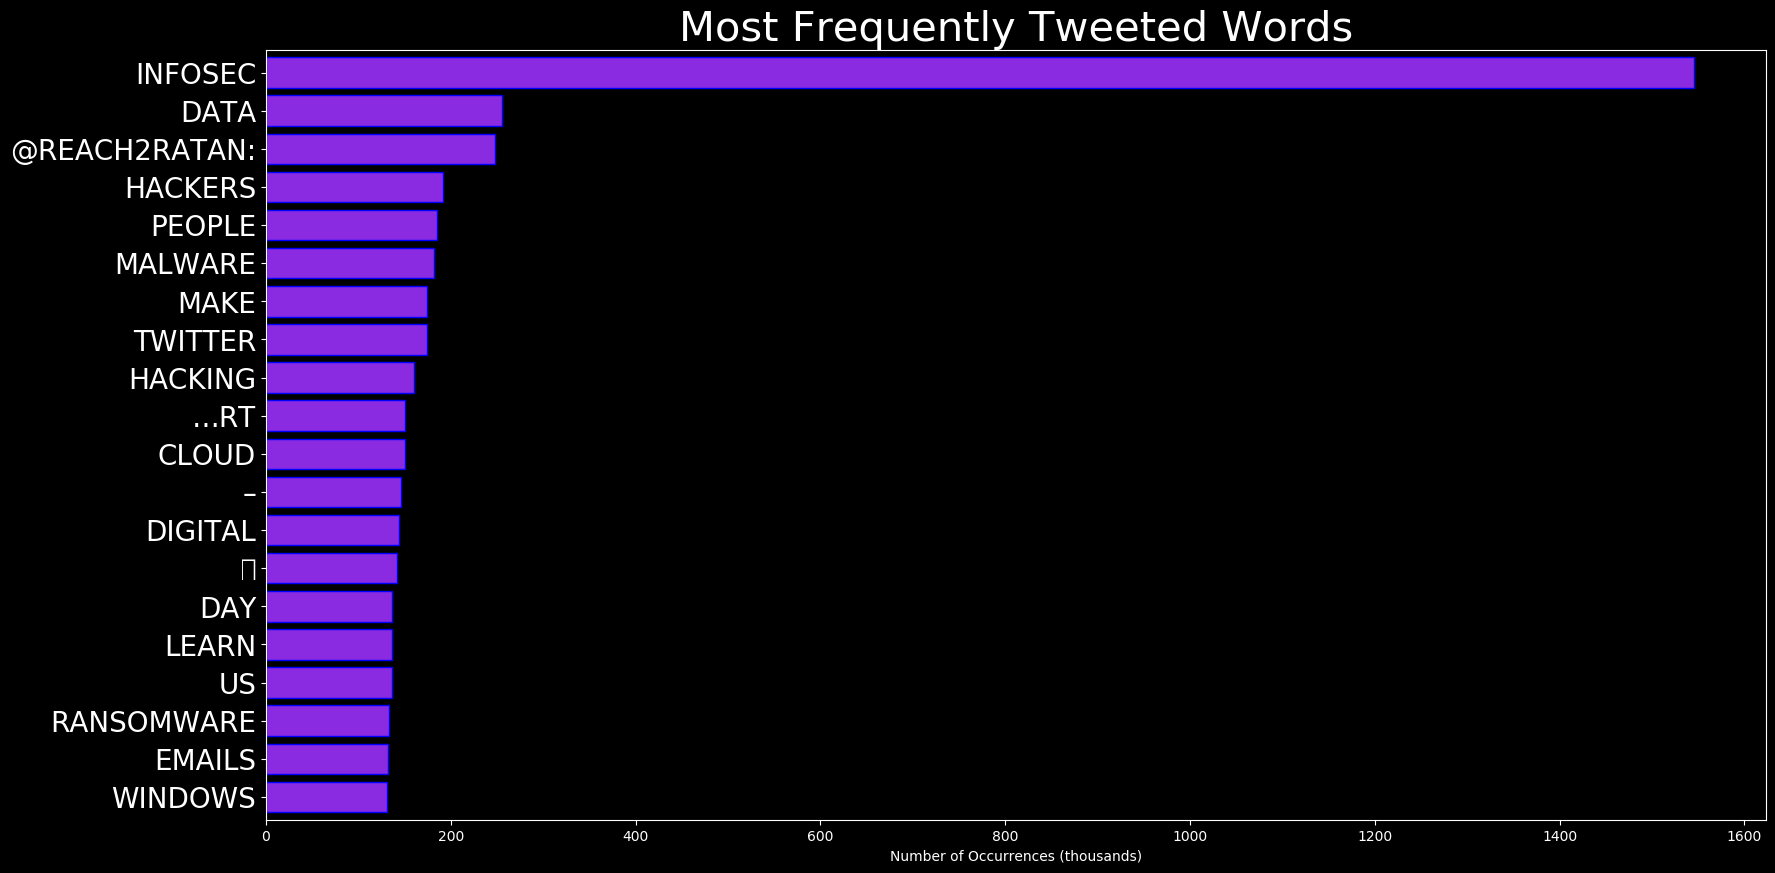 Most Frequently Tweeted Words
INFOSEC
DATA
@REACH2RATAN:
HACKERS
PEOPLE
MALWARE
MAKE
TWITTER
HACKING
…RT
CLOUD
–
DIGITAL
DAY
LEARN
US
RANSOMWARE
EMAILS
WINDOWS
0 200 400 600 800 1000 1200 1400 1600
Number of Occurrences (thousands)